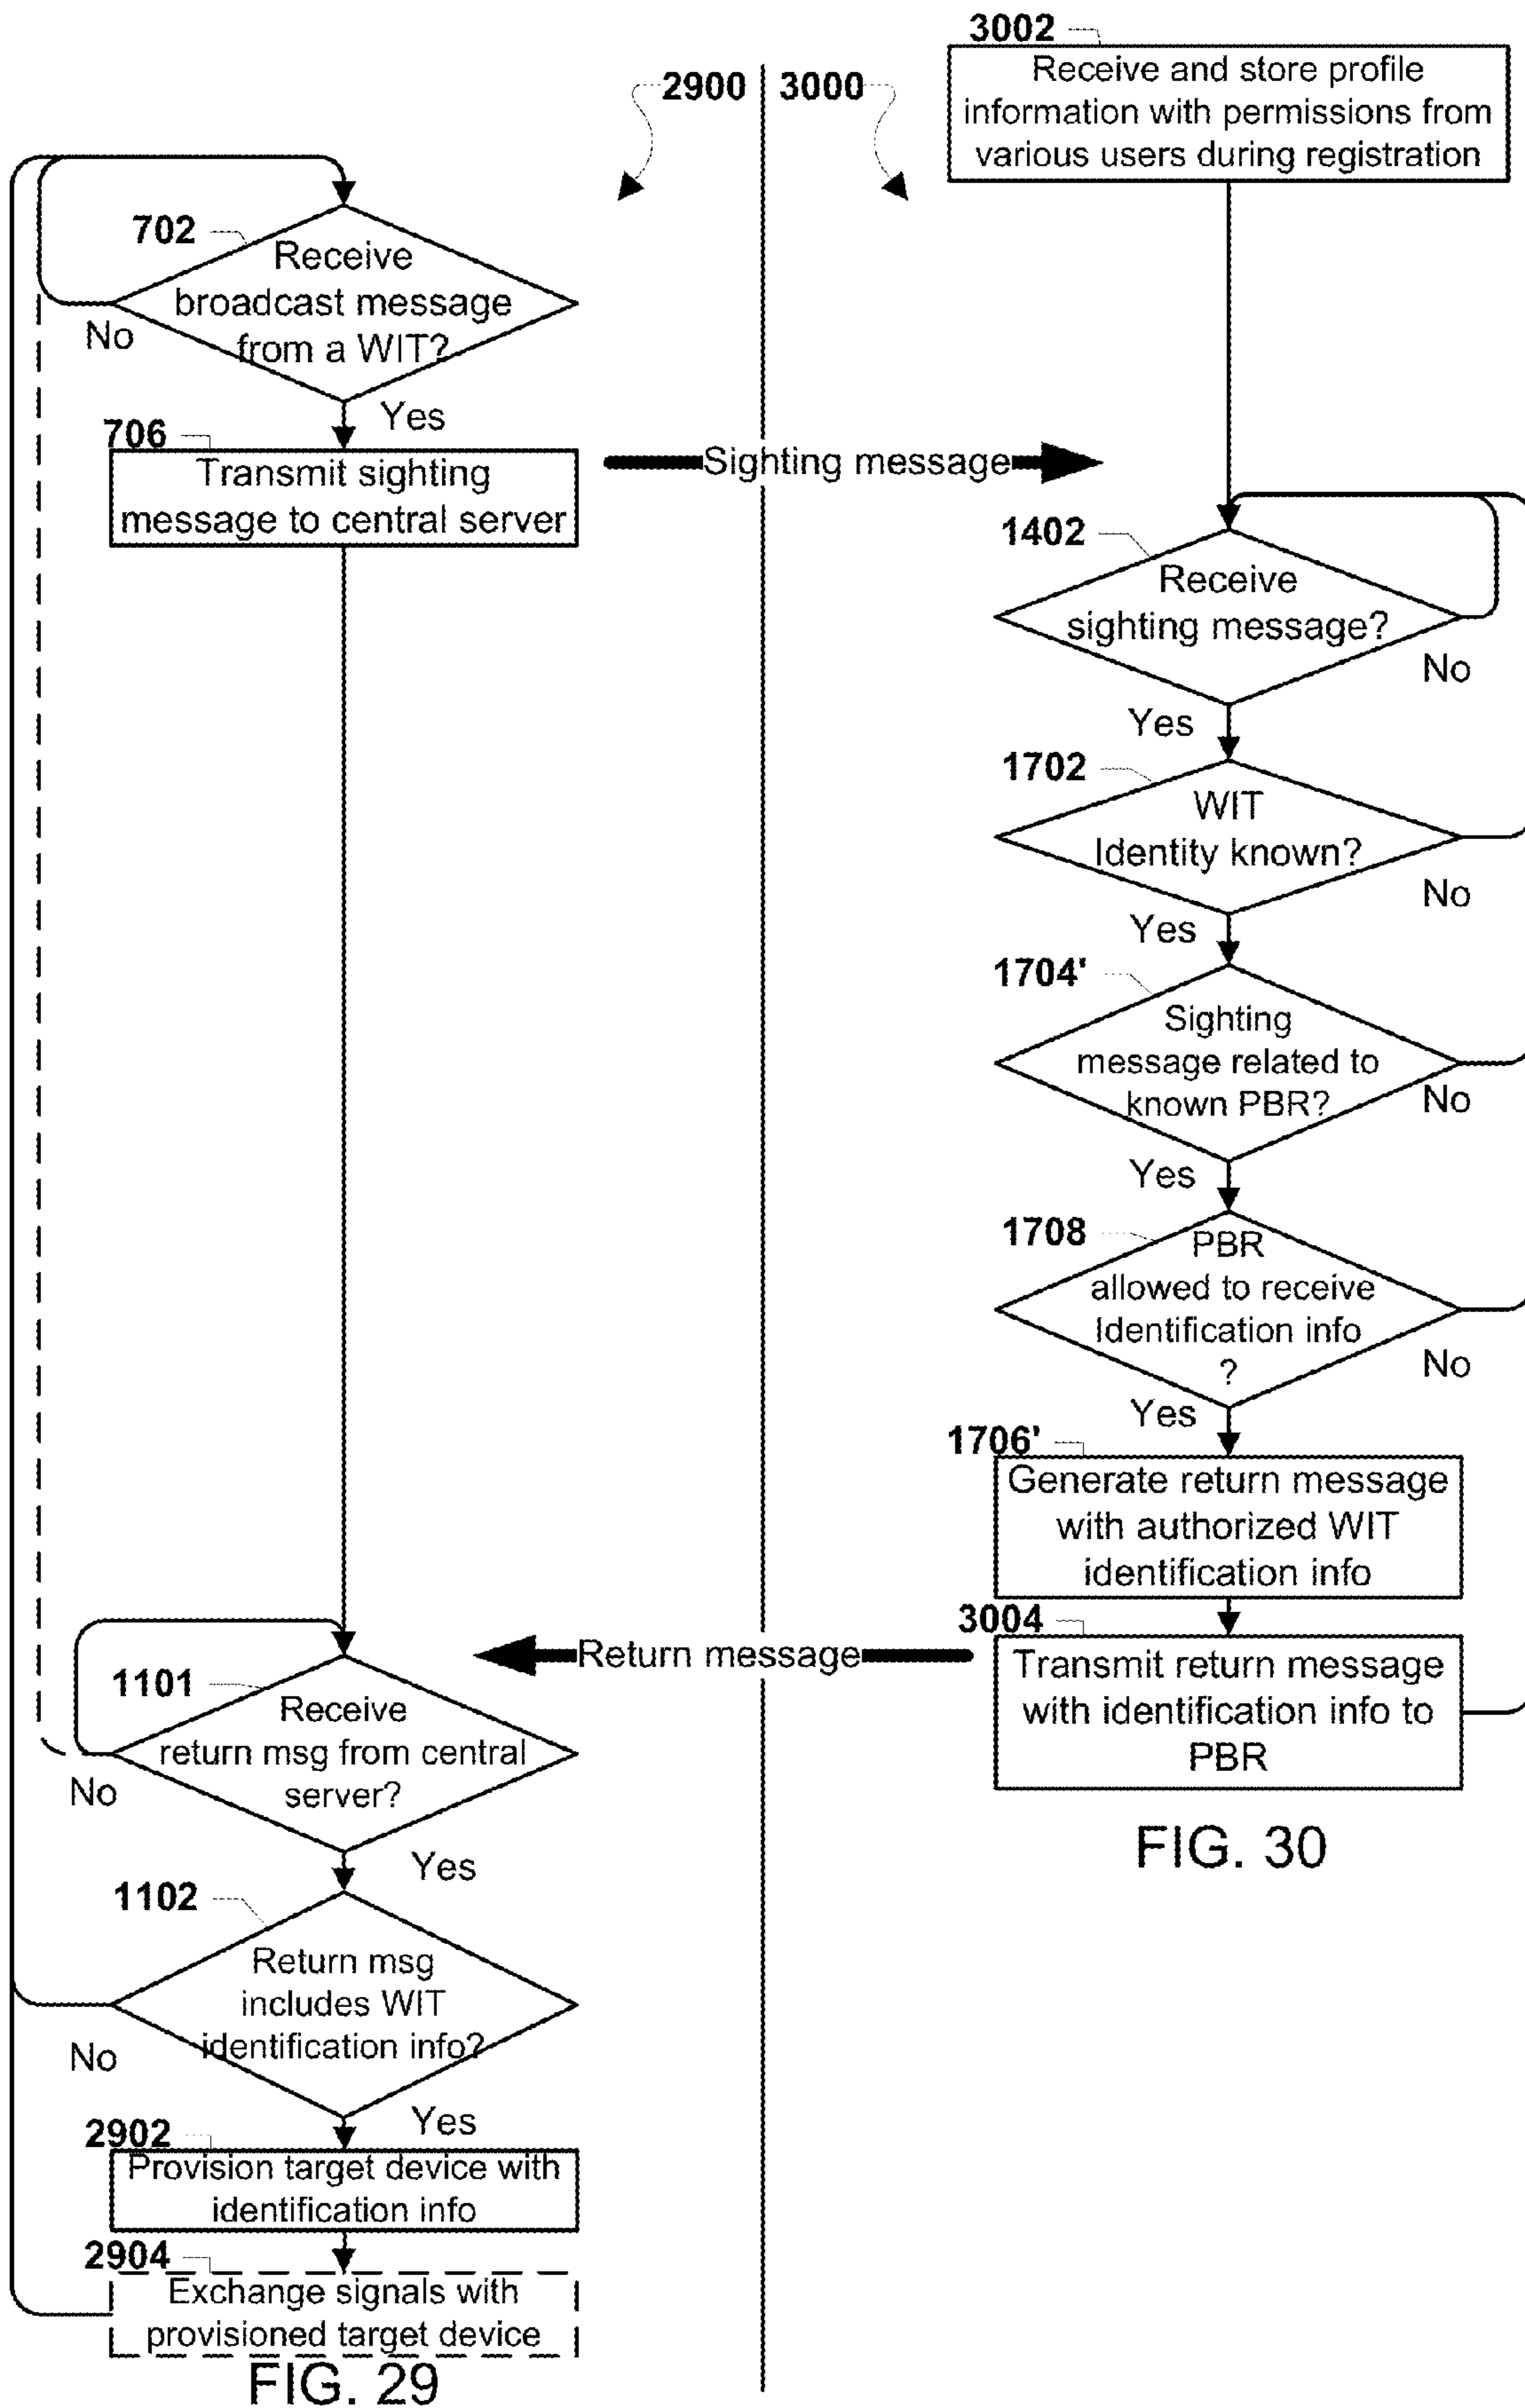 2900
3000
3002
Receive and store profile
information with permissions from
various users during registration
702
Receive
broadcast message
from a WIT?
No
Yes
706
Transmit sighting
message to central server
Sighting message
1402
Receive
sighting message?
No
Yes
1702
WIT
Identity known?
No
Yes
1704'
Sighting
message related to
known PBR?
No
Yes
1708
PBR
allowed to receive
Identification info
?
No
Yes
1706'
Generate return message
with authorized WIT
identification info
3004
Transmit return message
with identification info to
PBR
FIG. 30
Return message
1101
Receive
return msg from central
server?
No
Yes
1102
Return msg
includes WIT
identification info?
No
Yes
2902
Provision target device with
identification info
2904
Exchange signals with
provisioned target device
FIG. 29